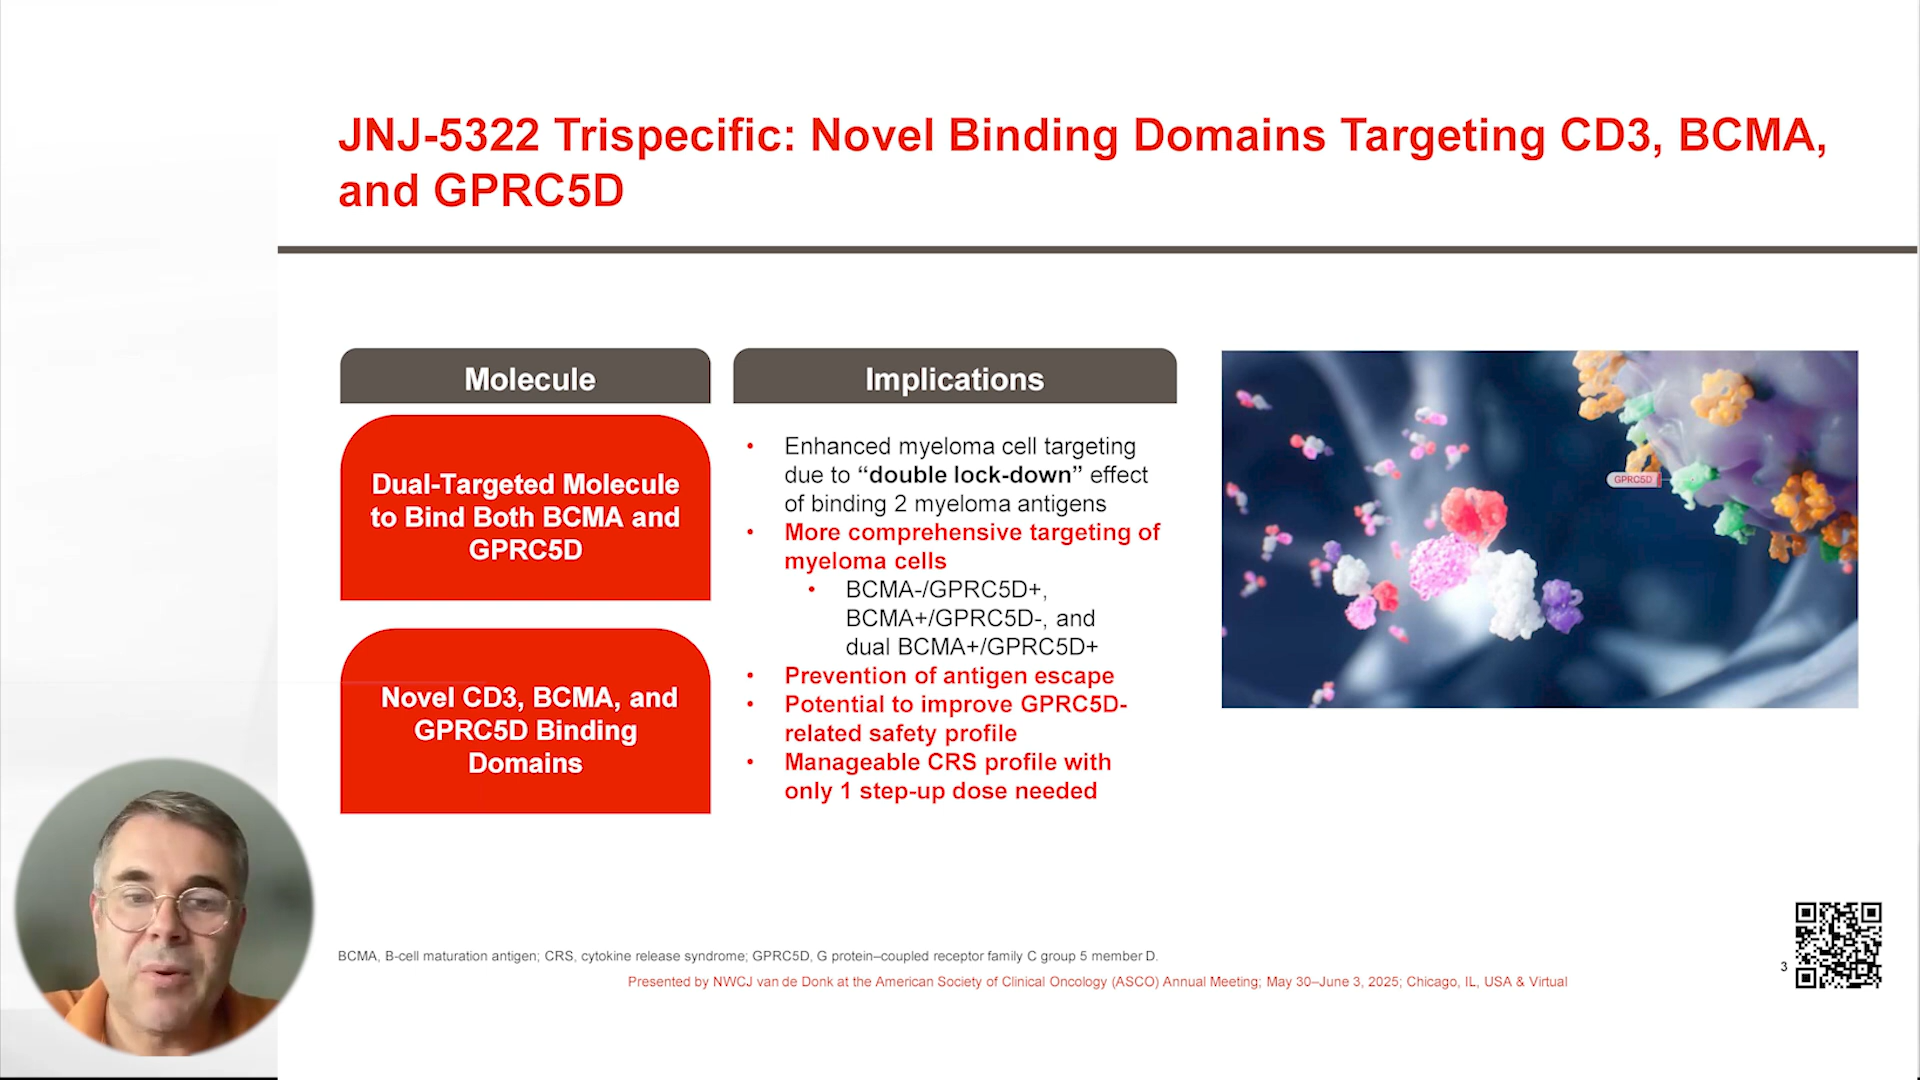 JNJ-5322 Trispecific: Novel Binding Domains Targeting CD3, BCMA,
and GPRC5D
Molecule
Dual-Targeted Molecule
to Bind Both BCMA and
GPRC5D
Novel CD3, BCMA, and
GPRC5D Binding
Domains
Implications
• Enhanced myeloma cell targeting
due to “double lock-down” effect
of binding 2 myeloma antigens
• More comprehensive targeting of
myeloma cells
• BCMA-/GPRC5D+,
BCMA+/GPRC5D-, and
dual BCMA+/GPRC5D+
• Prevention of antigen escape
• Potential to improve GPRC5D-
related safety profile
• Manageable CRS profile with
only 1 step-up dose needed
GPRC5D
BCMA, B-cell maturation antigen; CRS, cytokine release syndrome; GPRC5D, G protein–coupled receptor family C group 5 member D.
3
Presented by NWCJ van de Donk at the American Society of Clinical Oncology (ASCO) Annual Meeting; May 30–June 3, 2025; Chicago, IL, USA & Virtual